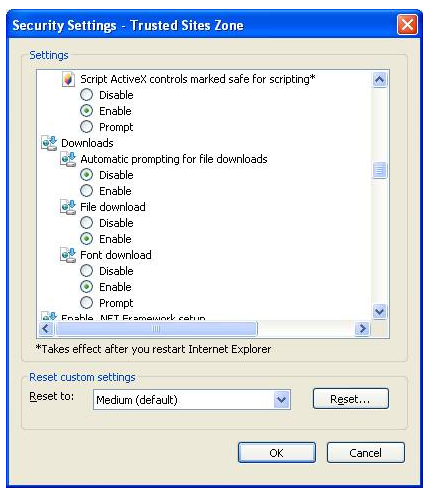 Security Settings - Trusted Sites Zone
Settings
Script ActiveX controls marked safe for scripting*
Disable
Enable
Prompt
Downloads
Automatic prompting for file downloads
Disable
Enable
File download
Disable
Enable
Font download
Disable
Enable
Prompt
Enable .NET Framework setup
*Takes effect after you restart Internet Explorer
Reset custom settings
Reset to:
Medium (default)
Reset...
OK
Cancel